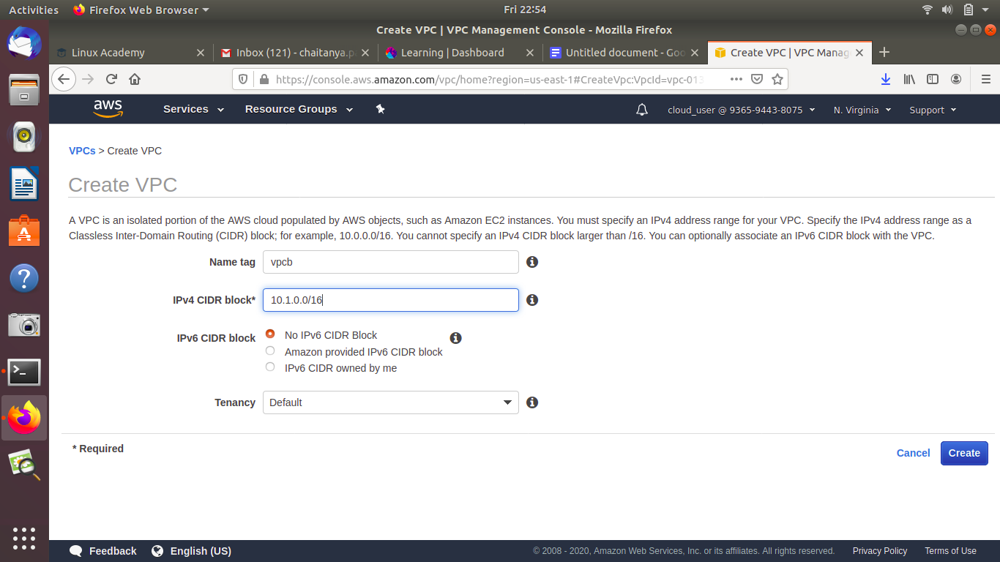 Activities Firefox Web Browser Fri 22:54
Create VPC | VPC Management Console - Mozilla Firefox
Linux Academy Inbox (121) - chaitanya.p Learning | Dashboard Untitled document - Goo Create VPC | VPC Manag
https://console.aws.amazon.com/vpc/home?region=us-east-1#CreateVpc:VpcId=vpc-013
aws Services Resource Groups cloud_user @ 9365-9443-8075 N. Virginia Support
VPCs > Create VPC
Create VPC
A VPC is an isolated portion of the AWS cloud populated by AWS objects, such as Amazon EC2 instances. You must specify an IPv4 address range for your VPC. Specify the IPv4 address range as a
Classless Inter-Domain Routing (CIDR) block; for example, 10.0.0.0/16. You cannot specify an IPv4 CIDR block larger than /16. You can optionally associate an IPv6 CIDR block with the VPC.
Name tag vpcb
IPv4 CIDR block* 10.1.0.0/16
IPv6 CIDR block No IPv6 CIDR Block
Amazon provided IPv6 CIDR block
IPv6 CIDR owned by me
Tenancy Default
* Required
Cancel Create
Feedback English (US) © 2008 - 2020, Amazon Web Services, Inc. or its affiliates. All rights reserved. Privacy Policy Terms of Use